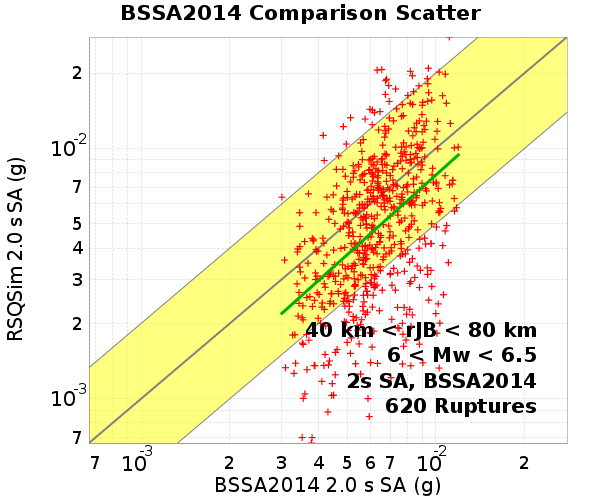 BSSA2014 Comparison Scatter
RSQSim 2.0 s SA (g)
2
10-2
7
5
4
3
2
10-3
7
40 km < rJB < 80 km
6 < Mw < 6.5
2s SA, BSSA2014
620 Ruptures
7 10-3 2 3 4 5 6 7 10-2 2
BSSA2014 2.0 s SA (g)